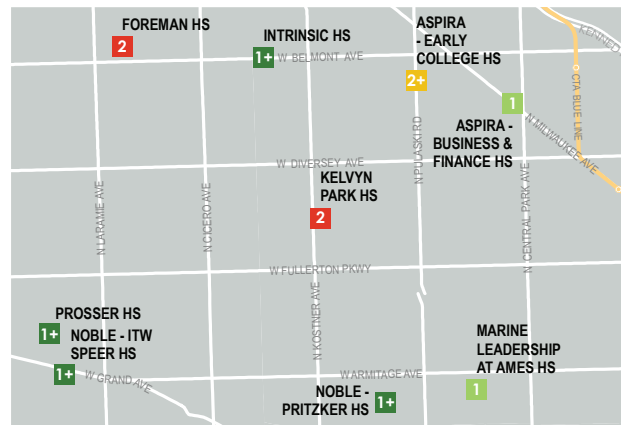 FOREMAN HS
2
INTRINSIC HS
1+
W BELMONT AVE
ASPIRA
- EARLY
COLLEGE HS
2+
KENNEDY
CTA BLUE LINE
1
N MILWAUKEE AVE
ASPIRA -
BUSINESS &
FINANCE HS
N PULASKI RD
W DIVERSEY AVE
KELVYN
PARK HS
2
N LARAMIE AVE
N CICERO AVE
N CENTRAL PARK AVE
W FULLERTON PKWY
N KOSTNER AVE
PROSSER HS
1+
NOBLE - ITW
SPEER HS
1+
W GRAND AVE
MARINE
LEADERSHIP
AT AMES HS
1
W ARMITAGE AVE
NOBLE -
PRITZKER HS
1+